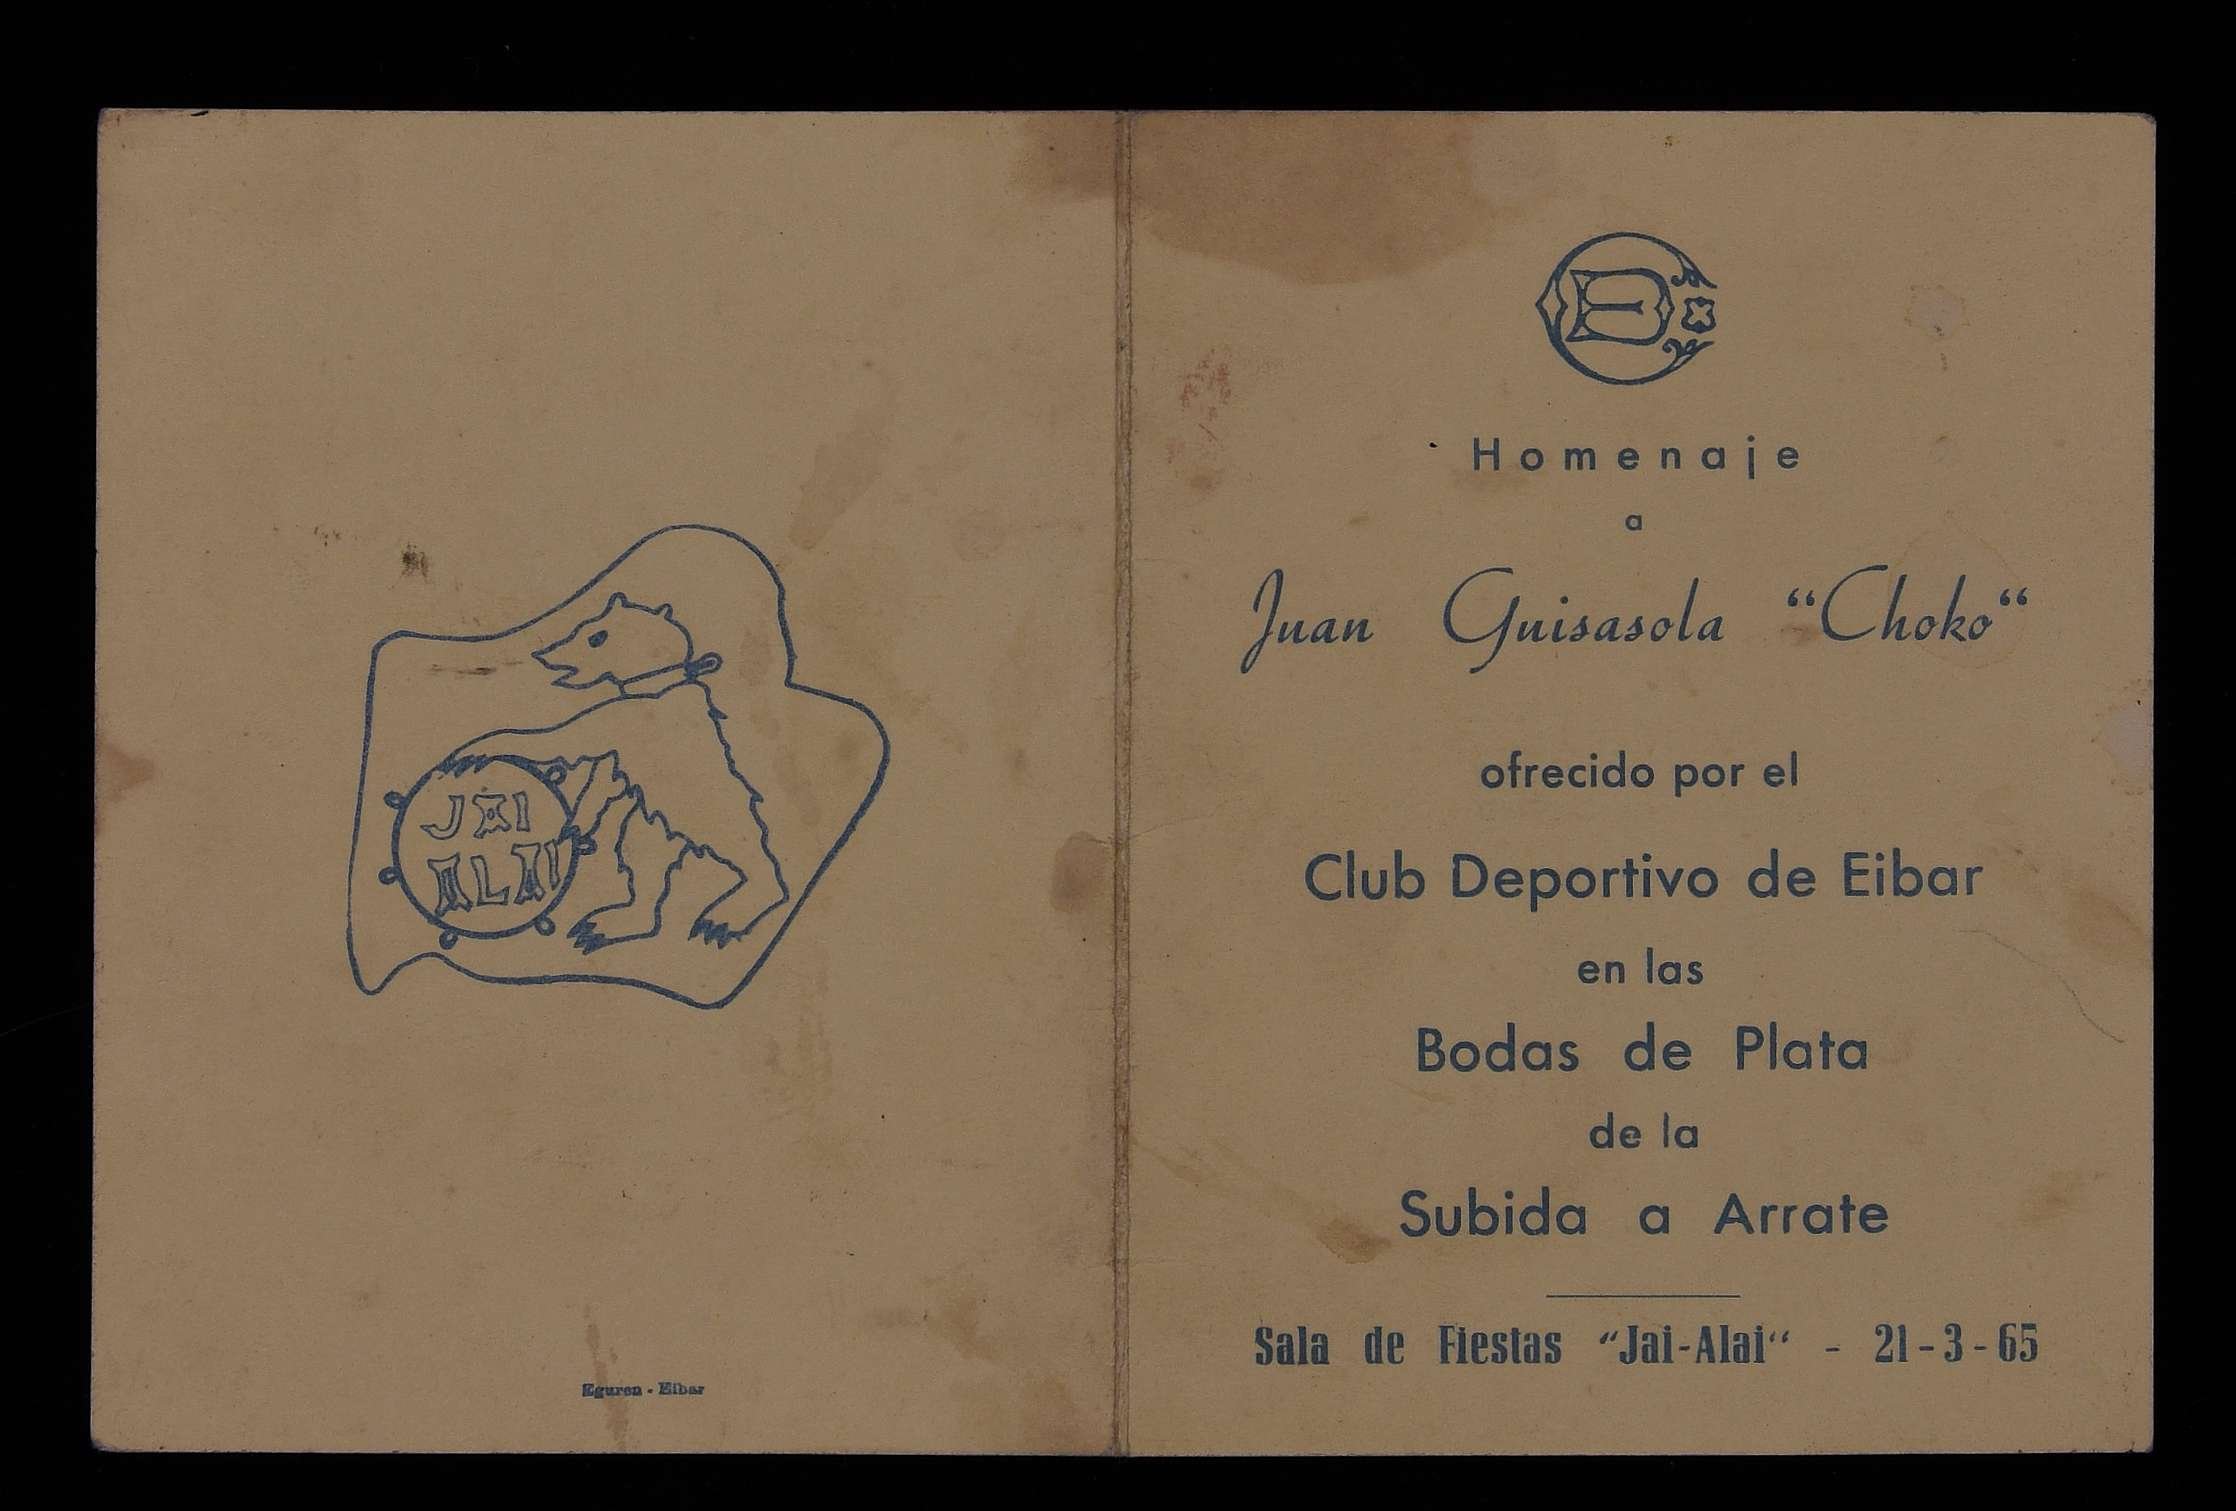 JAI
ALAI
Eguren - Eibar
Homenaje
a
Juan Guisasola “Choko“
ofrecido por el
Club Deportivo de Eibar
en las
Bodas de Plata
de la
Subida a Arrate
Sala de Fiestas “Jai-Alai“ - 21-3-65